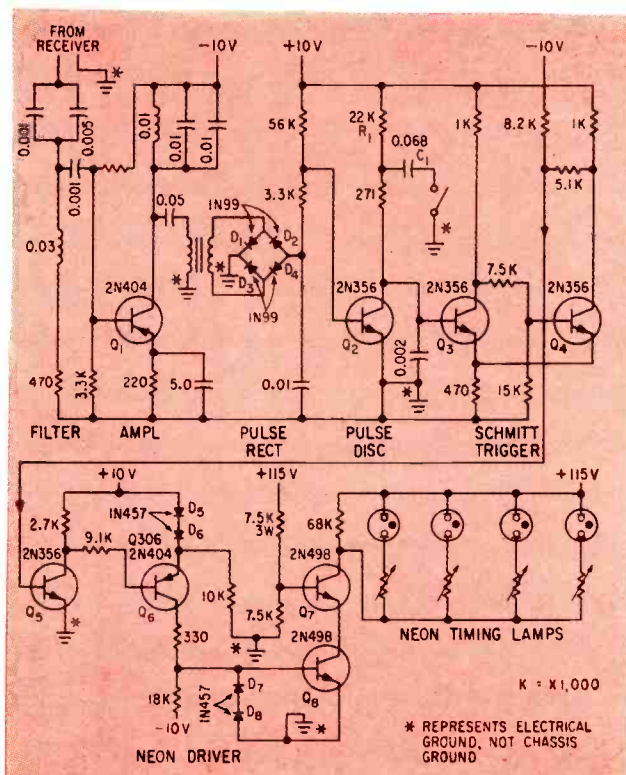 FROM
RECEIVER
*
-10V
+10V
-10V
0.001
0.005
0.001
0.01
0.01
0.01
56K
22K
R1
0.068
C1
1K
8.2K
1K
5.1K
0.05
1N99
D1
D2
D3
D4
3.3K
271
*
0.03
2N404
Q1
*
*
1N99
2N356
Q2
2N356
Q3
7.5K
2N356
Q4
0.002
*
470
3.3K
220
5.0
0.01
470
15K
FILTER
AMPL
PULSE
RECT
PULSE
DISC
SCHMITT
TRIGGER
+10V
+115V
+115V
2.7K
1N457
D5
D6
7.5K
3W
68K
2N356
9.1K
Q306
2N404
2N498
Q5
*
Q6
10K
7.5K
Q7
*
330
2N498
NEON TIMING LAMPS
18K
D7
D8
1N457
Q8
*
-10V
K = X1,000
NEON DRIVER
* REPRESENTS ELECTRICAL
GROUND, NOT CHASSIS
GROUND